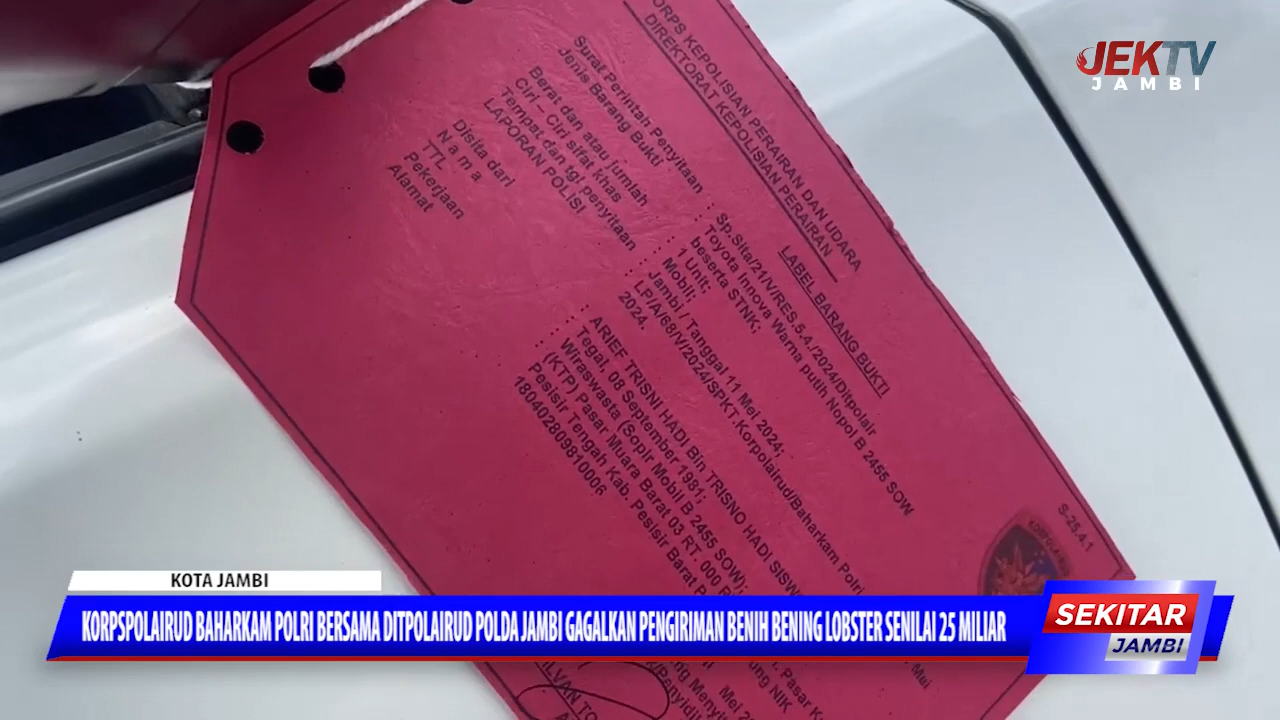 JEKTV
JAMBI
KORPS KEPOLISIAN PERAIRAN DAN UDARA
DIREKTORAT KEPOLISIAN PERAIRAN
LABEL BARANG BUKTI
Surat Perintah Penyitaan : Sp.Sita/21/V/RES.5.4./2024/Ditpolair
Jenis Barang Bukti : Toyota Innova Warna putih Nopol B 2455 SOW
beserta STNK;
Berat dan atau jumlah : 1 Unit;
Ciri – Ciri sifat khas : Mobil;
Tempat dan tgl penyitaan : Jambi / Tanggal 11 Mei 2024;
LAPORAN POLISI : LP/A/68/V/2024/SPKT.Korpolairud/Baharkam Polri
2024.
Disita dari
N a m a : ARIEF TRISNI HADI Bin TRISNO HADI
TTL : Tegal, 08 September 1981;
Pekerjaan : Wiraswasta (Sopir Mobil B 2455 SOW);
Alamat : (KTP) Pasar Muara Barat 03 RT. 000
Pesisir Tengah Kab. Pesisir Barat
180402809810006
S-25.4.1
KOTA JAMBI
KORPSPOLAIRUD BAHARKAM POLRI BERSAMA DITPOLAIRUD POLDA JAMBI GAGALKAN PENGIRIMAN BENIH BENING LOBSTER SENILAI 25 MILIAR
SEKITAR
JAMBI